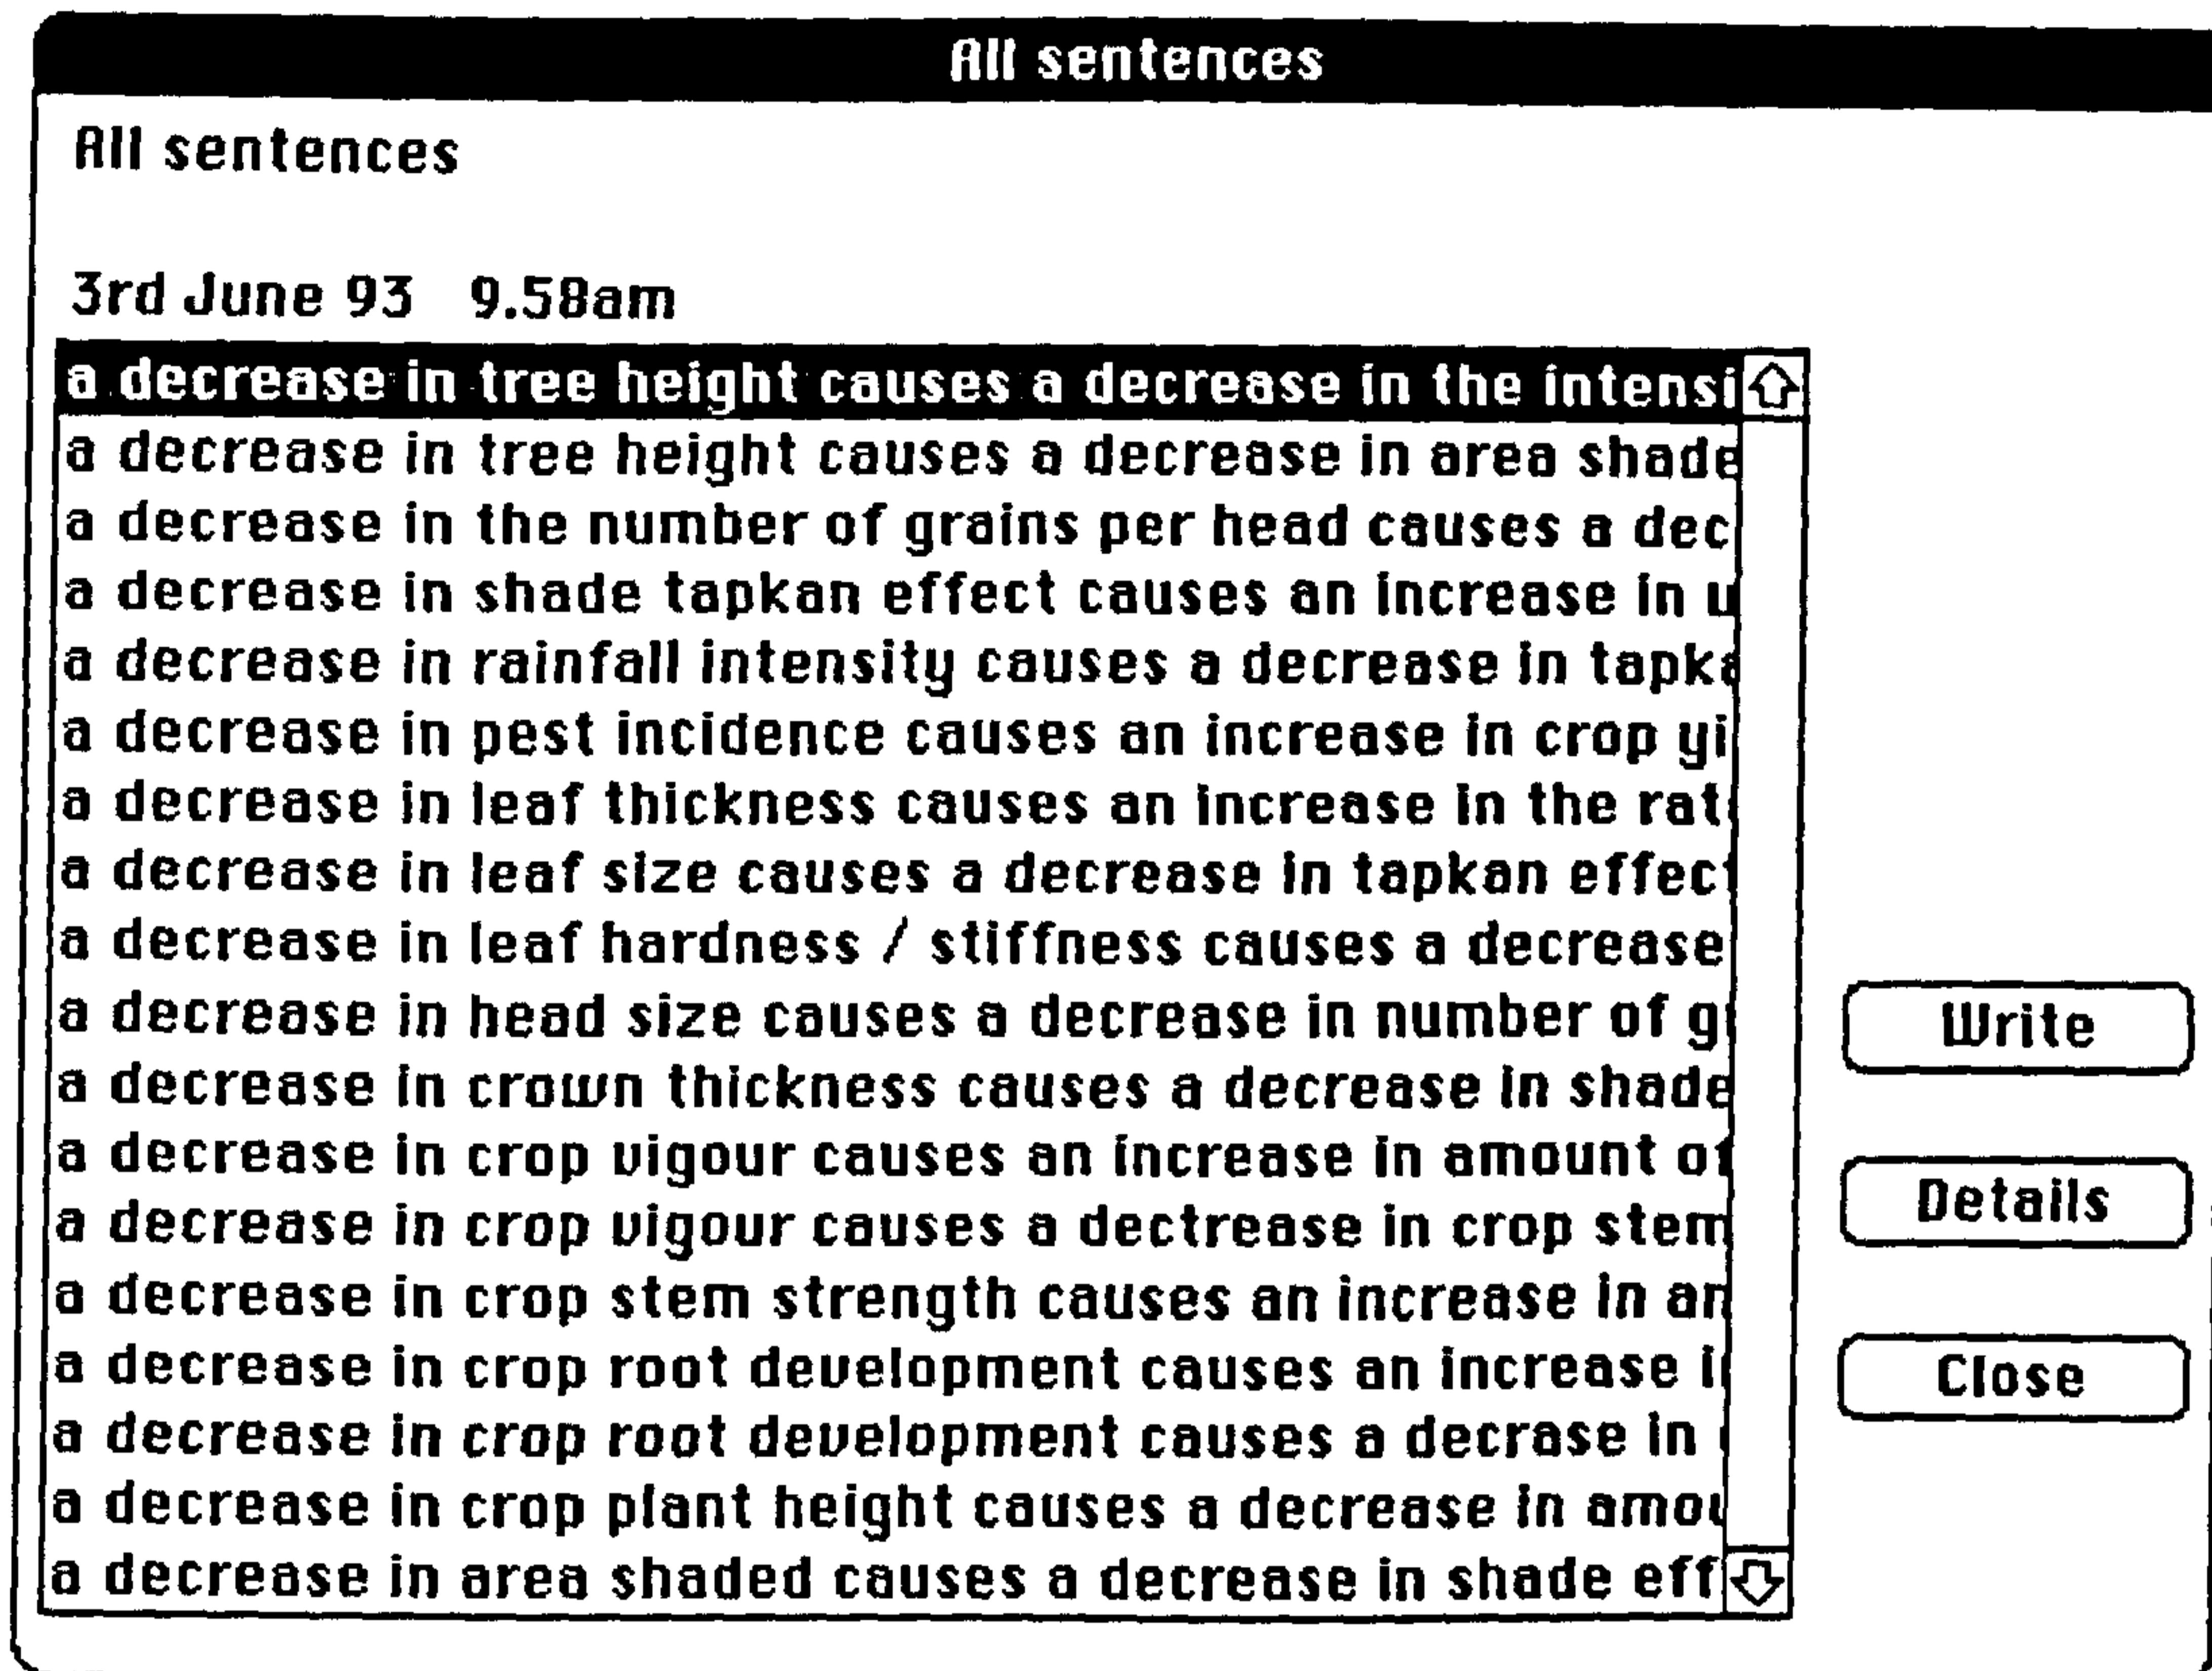 All sentences
All sentences
3rd June 93 9.58am
a decrease in tree height causes a decrease in the intensi
a decrease in tree height causes a decrease in area shade
a decrease in the number of grains per head causes a dec
a decrease in shade tapkan effect causes an increase in u
a decrease in rainfall intensity causes a decrease in tapka
a decrease in pest incidence causes an increase in crop yi
a decrease in leaf thickness causes an increase in the rat
a decrease in leaf size causes a decrease in tapkan effect
a decrease in leaf hardness / stiffness causes a decrease
a decrease in head size causes a decrease in number of g
a decrease in crown thickness causes a decrease in shade
a decrease in crop vigour causes an increase in amount of
a decrease in crop vigour causes a dectrease in crop stem
a decrease in crop stem strength causes an increase in
a decrease in crop root development causes an increase
a decrease in crop root development causes a decrase in
a decrease in crop plant height causes a decrease in amou
a decrease in area shaded causes a decrease in shade eff
Write
Details
Close